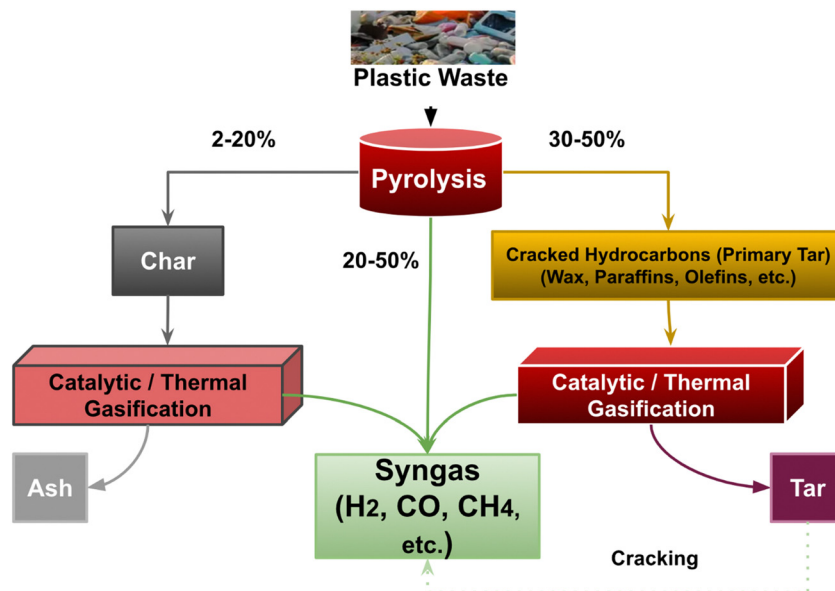 Plastic Waste
2-20%
30-50%
Pyrolysis
20-50%
Char
Cracked Hydrocarbons (Primary Tar)
(Wax, Paraffins, Olefins, etc.)
Catalytic / Thermal
Gasification
Catalytic / Thermal
Gasification
Ash
Syngas
(H2, CO, CH4,
etc.)
Tar
Cracking